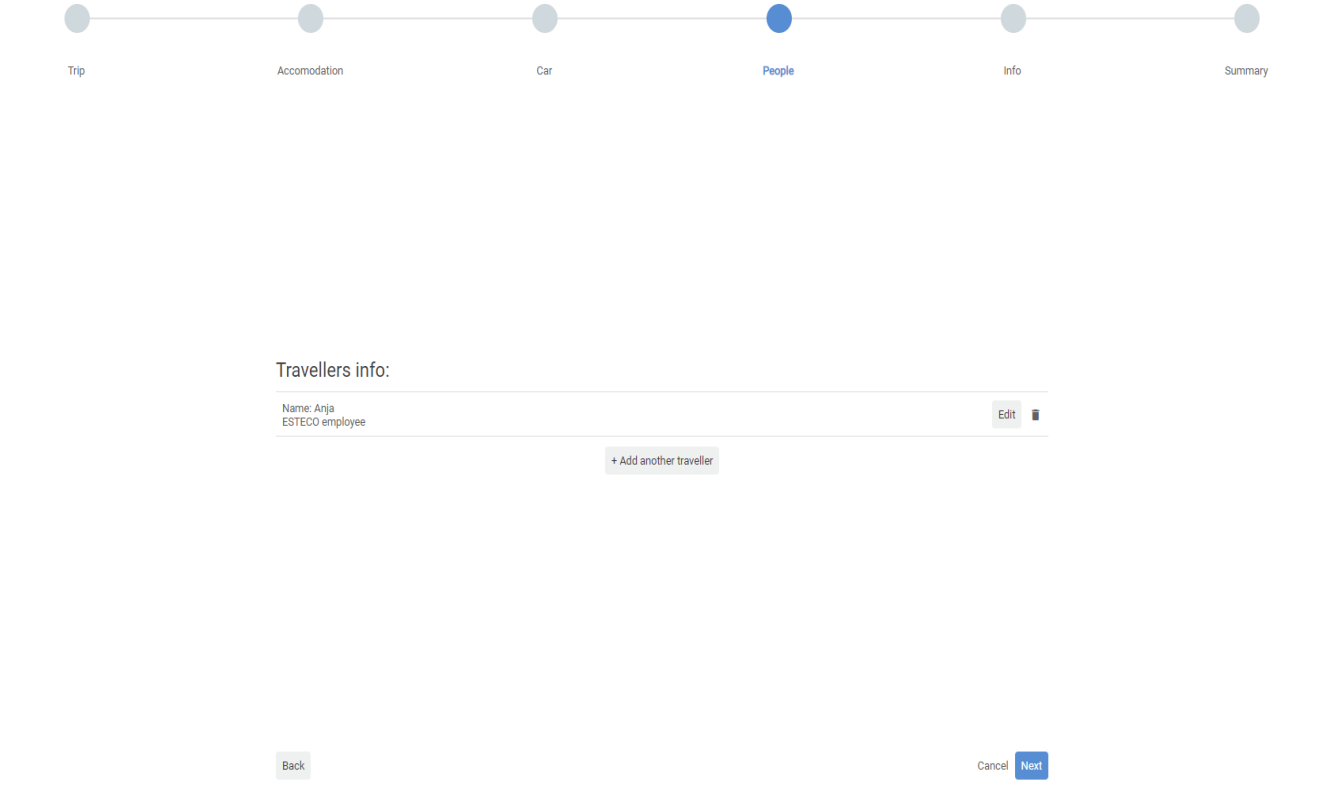 Trip
Accomodation
Car
People
Info
Summary
Travellers info:
Name: Anja
ESTECO employee
Edit
+ Add another traveller
Back
Cancel
Next